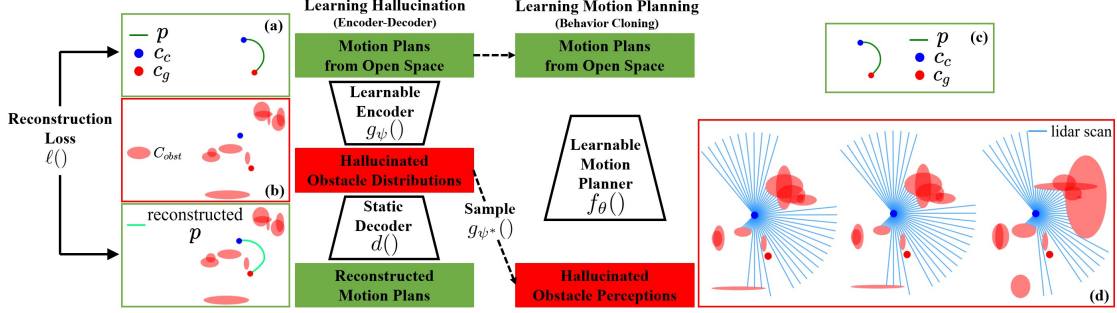 Learning Hallucination
(Encoder-Decoder)
Learning Motion Planning
(Behavior Cloning)
(a)
p
c_c
c_g
Motion Plans
from Open Space
Motion Plans
from Open Space
p
(c)
c_c
c_g
Learnable
Encoder
g_ψ()
Reconstruction
Loss
ℓ()
C_obst
(b)
Hallucinated
Obstacle Distributions
Learnable
Motion
Planner
f_θ()
lidar scan
reconstructed
p
Static
Decoder
d()
Sample
g_ψ*()
Reconstructed
Motion Plans
Hallucinated
Obstacle Perceptions
(d)